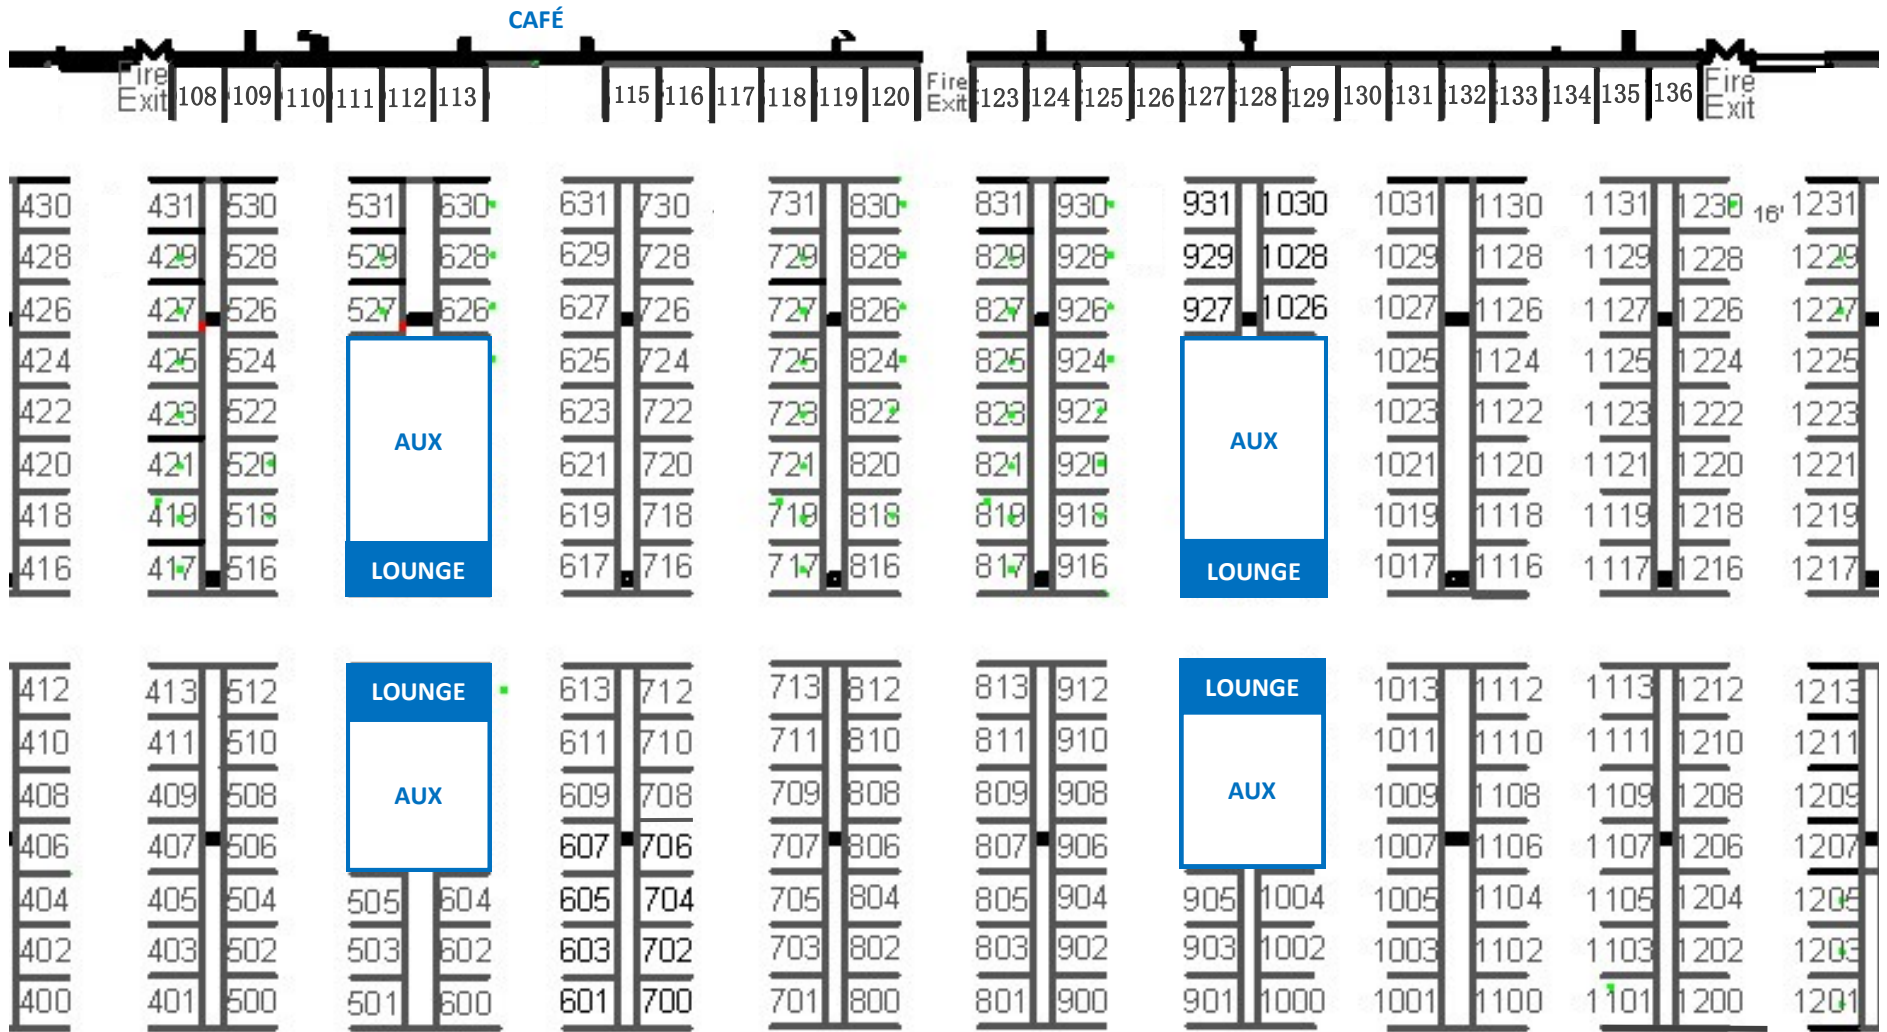 CAFÉ
Fire Exit 108 109 110 111 112 113 115 116 117 118 119 120 Fire Exit 123 124 125 126 127 128 129 130 131 132 133 134 135 136 Fire Exit
430 431 530 531 630 631 730 731 830 831 930 931 1030 1031 1130 1131 1230 16' 1231
428 429 528 529 628 629 728 729 828 829 928 929 1028 1029 1128 1129 1228 1229
426 427 526 527 626 627 726 727 826 827 926 927 1026 1027 1126 1127 1226 1227
424 425 524 625 724 725 824 825 924 1025 1124 1125 1224 1225
422 423 522 AUX 623 722 723 822 823 922 AUX 1023 1122 1123 1222 1223
420 421 520 621 720 721 820 821 920 1021 1120 1121 1220 1221
418 419 518 619 718 719 818 819 918 1019 1118 1119 1218 1219
416 417 516 LOUNGE 617 716 717 816 817 916 LOUNGE 1017 1116 1117 1216 1217
412 413 512 LOUNGE 613 712 713 812 813 912 LOUNGE 1013 1112 1113 1212 1213
410 411 510 611 710 711 810 811 910 1011 1110 1111 1210 1211
408 409 508 AUX 609 708 709 808 809 908 AUX 1009 1108 1109 1208 1209
406 407 506 607 706 707 806 807 906 1007 1106 1107 1206 1207
404 405 504 505 604 605 704 705 804 805 904 905 1004 1005 1104 1105 1204 1205
402 403 502 503 602 603 702 703 802 803 902 903 1002 1003 1102 1103 1202 1203
400 401 500 501 600 601 700 701 800 801 900 901 1000 1001 1100 1101 1200 1201